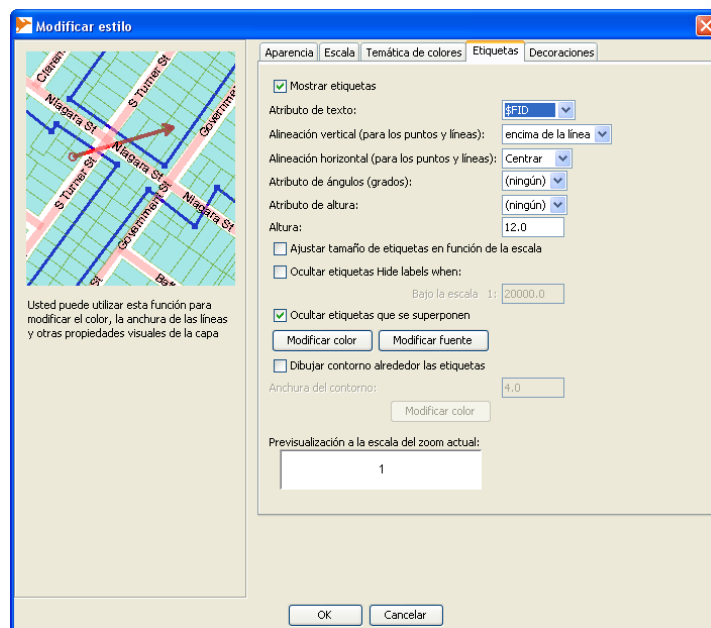 Modificar estilo
Aparencia Escala Temática de colores Etiquetas Decoraciones
Mostrar etiquetas
Atributo de texto: $FID
Alineación vertical (para los puntos y líneas): encima de la línea
Alineación horizontal (para los puntos y líneas): Centrar
Atributo de ángulos (grados): (ningún)
Atributo de altura: (ningún)
Altura: 12.0
Ajustar tamaño de etiquetas en función de la escala
Ocultar etiquetas Hide labels when:
Bajo la escala 1: 20000.0
Ocultar etiquetas que se superponen
Modificar color Modificar fuente
Dibujar contorno alrededor las etiquetas
Anchura del contorno: 4.0
Modificar color
Previsualización a la escala del zoom actual:
1
S Turner St
Niagara St
Niagara St
Niagara St
S Turner St
Government St
Government
Usted puede utilizar esta función para
modificar el color, la anchura de las líneas
y otras propiedades visuales de la capa
OK Cancelar